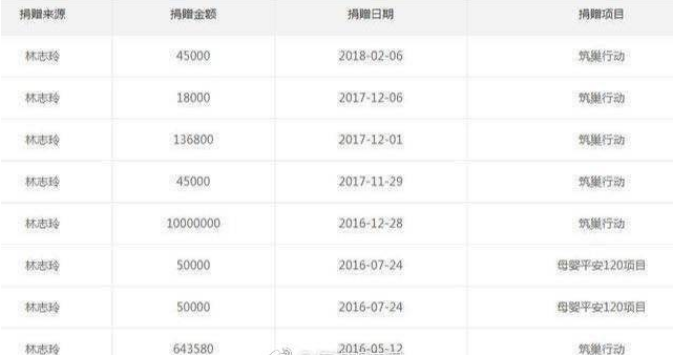 捐赠来源 捐赠金额 捐赠日期 捐赠项目
林志玲 45000 2018-02-06 筑巢行动
林志玲 18000 2017-12-06 筑巢行动
林志玲 136800 2017-12-01 筑巢行动
林志玲 45000 2017-11-29 筑巢行动
林志玲 10000000 2016-12-28 筑巢行动
林志玲 50000 2016-07-24 母婴平安120项目
林志玲 50000 2016-07-24 母婴平安120项目
林志玲 643580 2016-05-12 筑巢行动